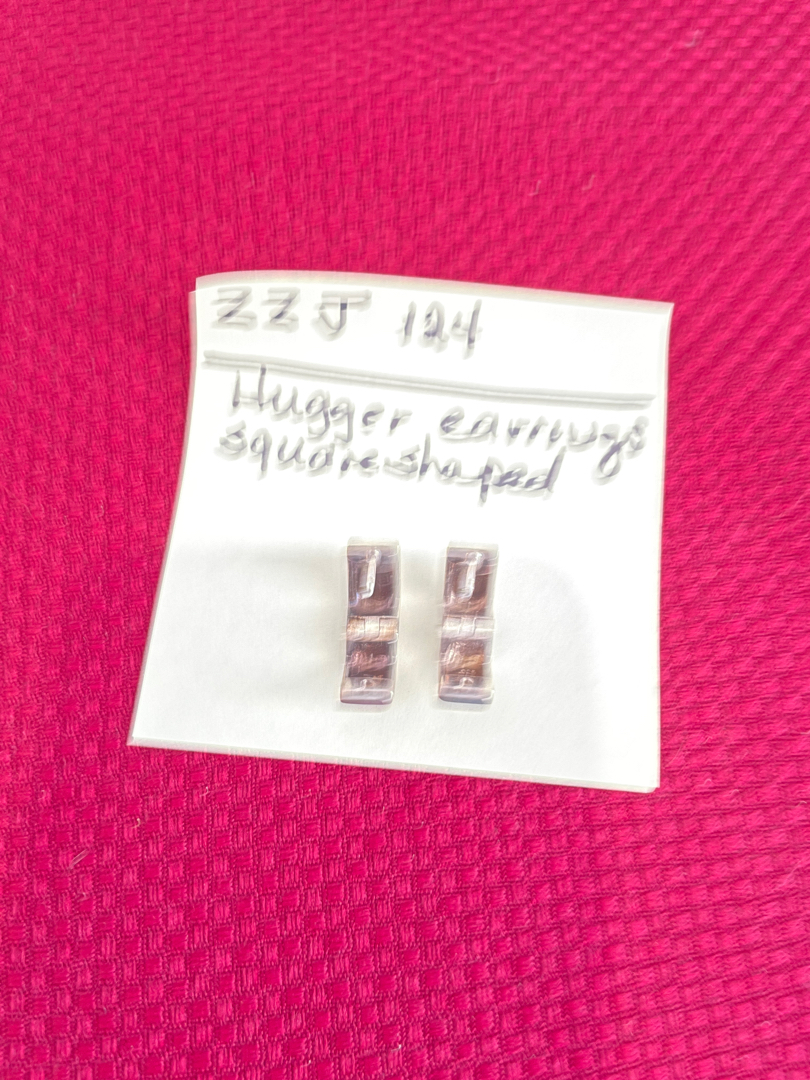 ZZJ 124
Hugger earrings
square shaped